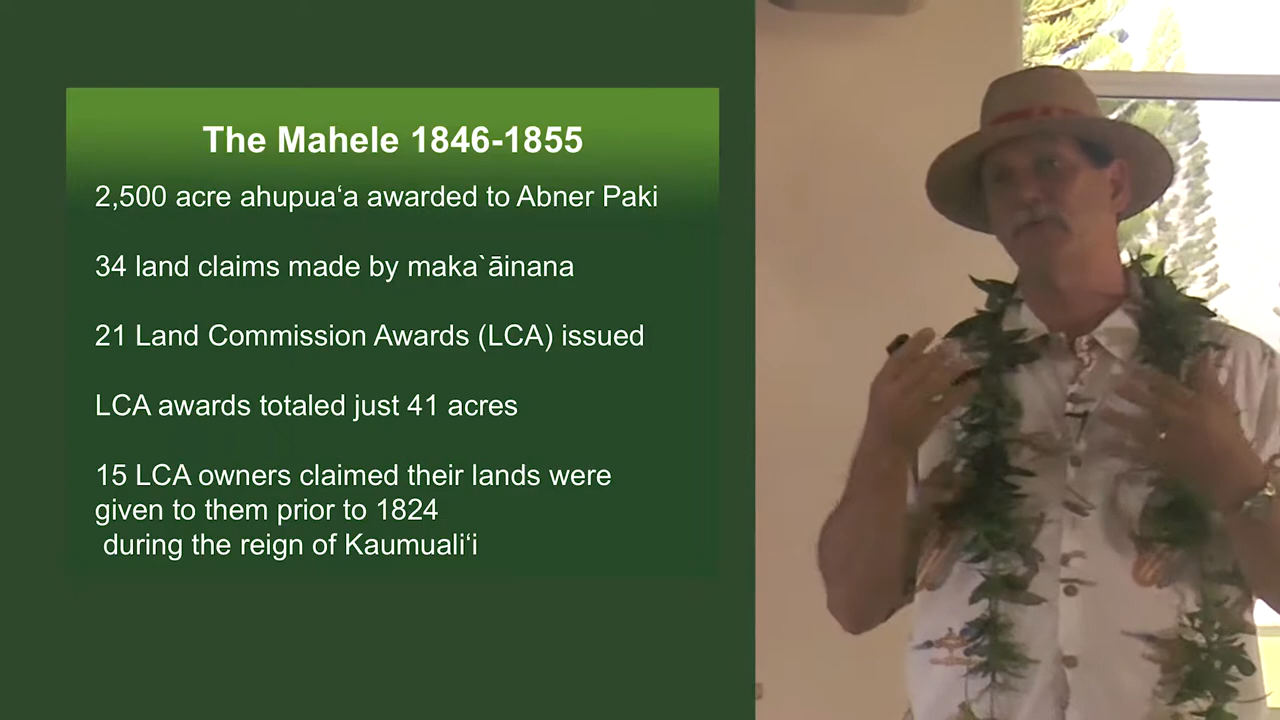 The Mahele 1846-1855
2,500 acre ahupua‘a awarded to Abner Paki
34 land claims made by maka`āinana
21 Land Commission Awards (LCA) issued
LCA awards totaled just 41 acres
15 LCA owners claimed their lands were
given to them prior to 1824
during the reign of Kaumuali‘i